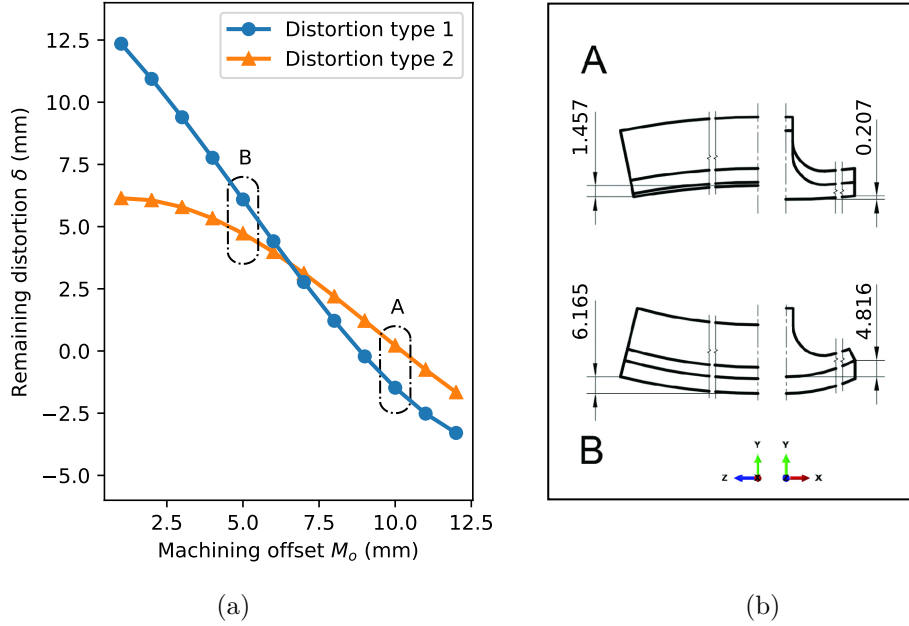 12.5
10.0
7.5
5.0
2.5
0.0
−2.5
−5.0
Remaining distortion δ (mm)
Distortion type 1
Distortion type 2
B
A
2.5
5.0
7.5
10.0
12.5
Machining offset Mₒ (mm)
(a)
A
1.457
0.207
6.165
4.816
B
Y
Y
Z
X
(b)